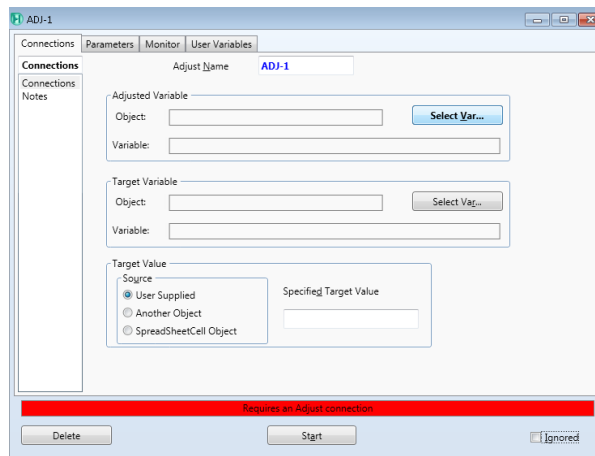 ADJ-1
Connections Parameters Monitor User Variables
Connections
Connections
Notes
Adjust Name ADJ-1
Adjusted Variable
Object: Select Var...
Variable:
Target Variable
Object: Select Var...
Variable:
Target Value
Source
User Supplied
Another Object
SpreadSheetCell Object
Specified Target Value
Requires an Adjust connection
Delete Start Ignored